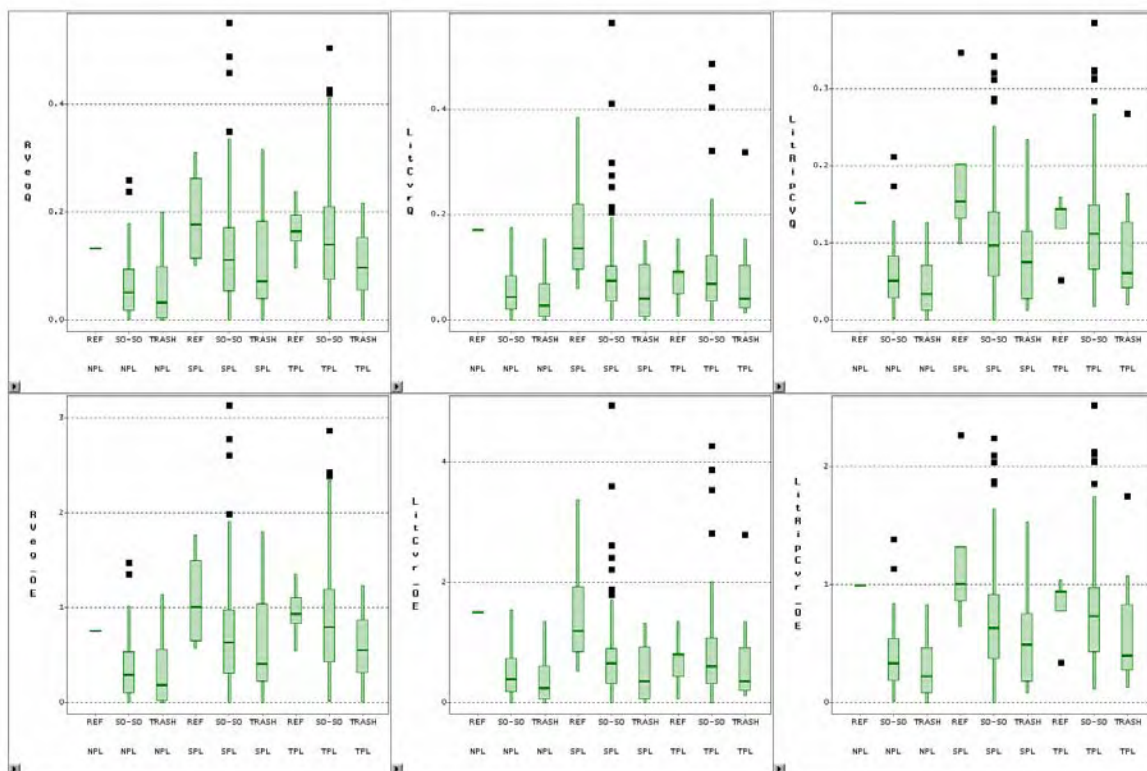 RVegQ
0.4
0.2
0.0
REF SO-SO TRASH REF SO-SO TRASH REF SO-SO TRASH
NPL NPL NPL SPL SPL SPL TPL TPL TPL
LitCvrQ
0.4
0.2
0.0
REF SO-SO TRASH REF SO-SO TRASH REF SO-SO TRASH
NPL NPL NPL SPL SPL SPL TPL TPL TPL
LitRipCVQ
0.3
0.2
0.1
0.0
REF SO-SO TRASH REF SO-SO TRASH REF SO-SO TRASH
NPL NPL NPL SPL SPL SPL TPL TPL TPL
RVeg_OE
3
2
1
0
REF SO-SO TRASH REF SO-SO TRASH REF SO-SO TRASH
NPL NPL NPL SPL SPL SPL TPL TPL TPL
LitCvr_OE
4
2
0
REF SO-SO TRASH REF SO-SO TRASH REF SO-SO TRASH
NPL NPL NPL SPL SPL SPL TPL TPL TPL
LitRipCvr_OE
2
1
0
REF SO-SO TRASH REF SO-SO TRASH REF SO-SO TRASH
NPL NPL NPL SPL SPL SPL TPL TPL TPL